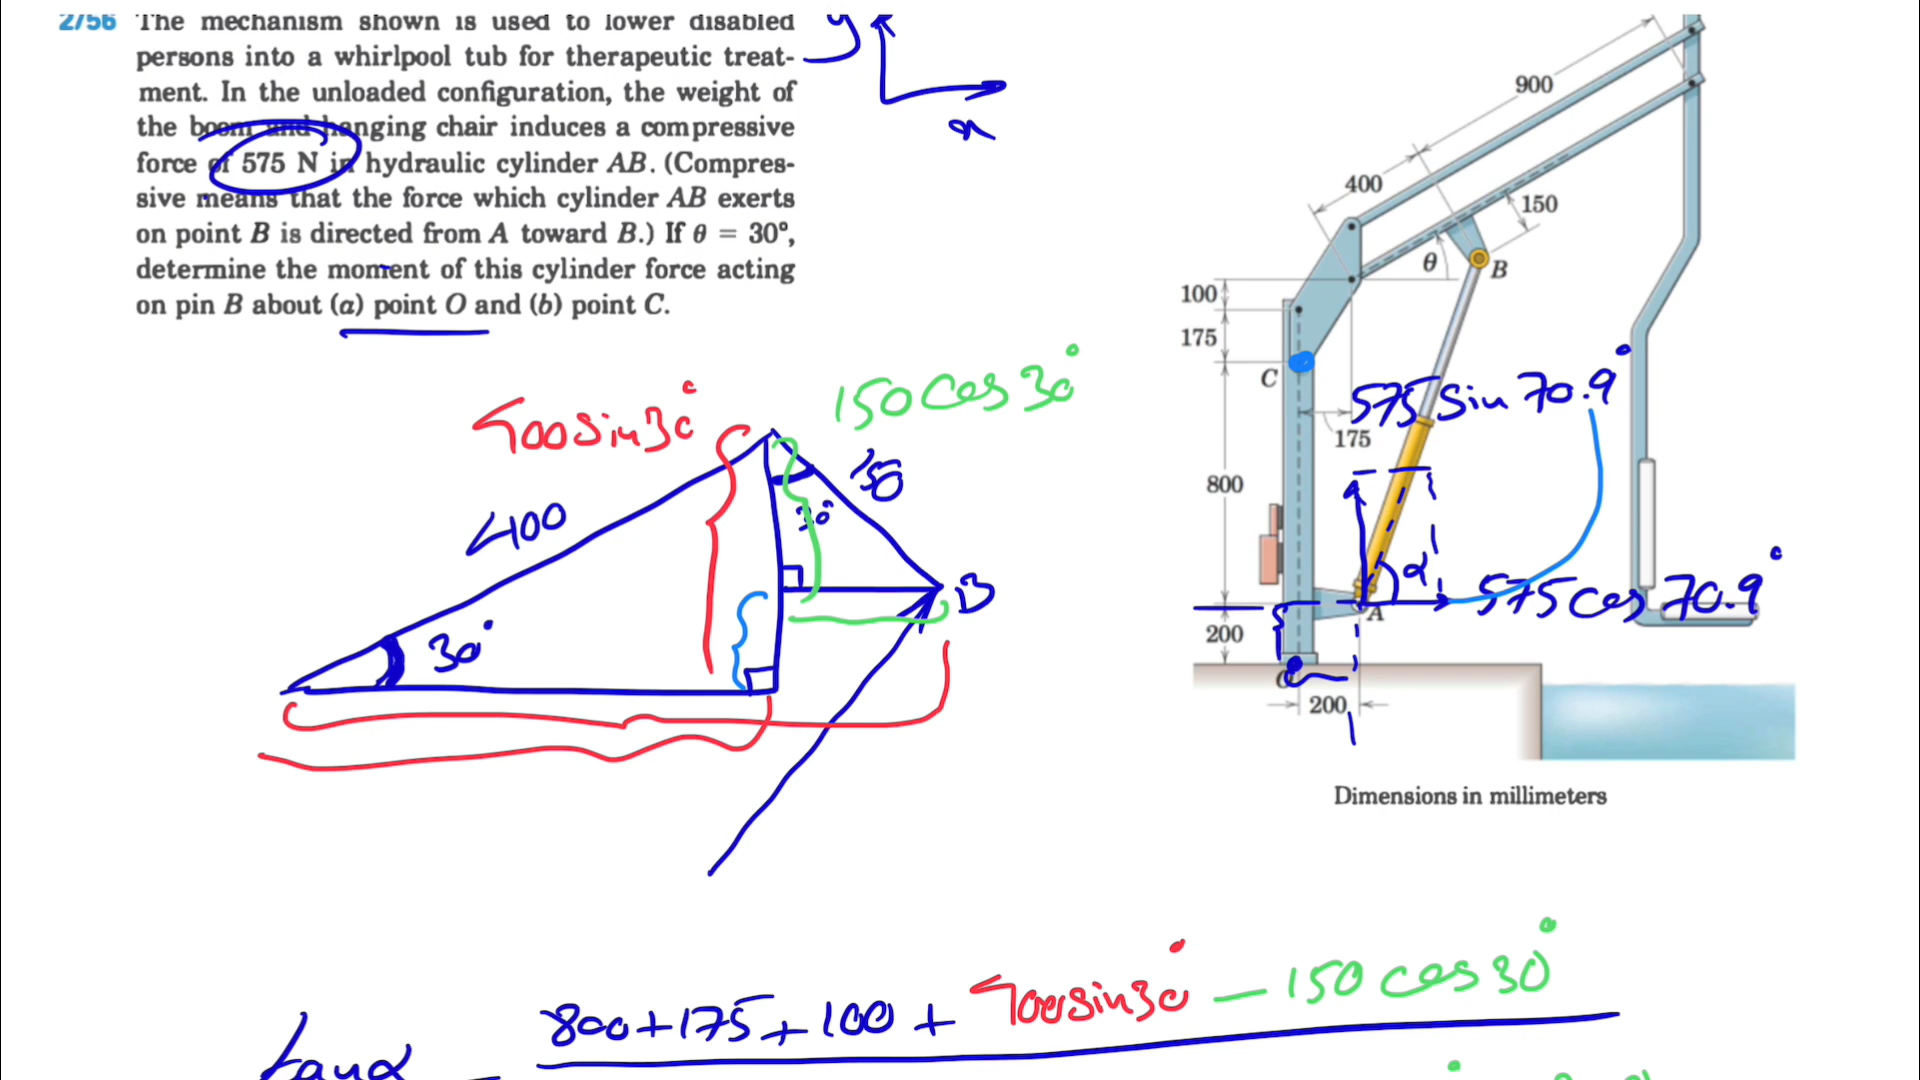 2/56 The mechanism shown is used to lower disabled
persons into a whirlpool tub for therapeutic treat-
ment. In the unloaded configuration, the weight of
the boom and hanging chair induces a compressive
force of 575 N in hydraulic cylinder AB. (Compres-
sive means that the force which cylinder AB exerts
on point B is directed from A toward B.) If θ = 30°,
determine the moment of this cylinder force acting
on pin B about (a) point O and (b) point C.
y
x
900
400
150
θ
B
100
175
C
575 sin 70.9°
175
800
α
A
575 cos 70.9°
200
O
200
Dimensions in millimeters
400 sin 30°
150 cos 30°
400
150
30°
30°
B
tan α = 800 + 175 + 100 + 400 sin 30° - 150 cos 30°